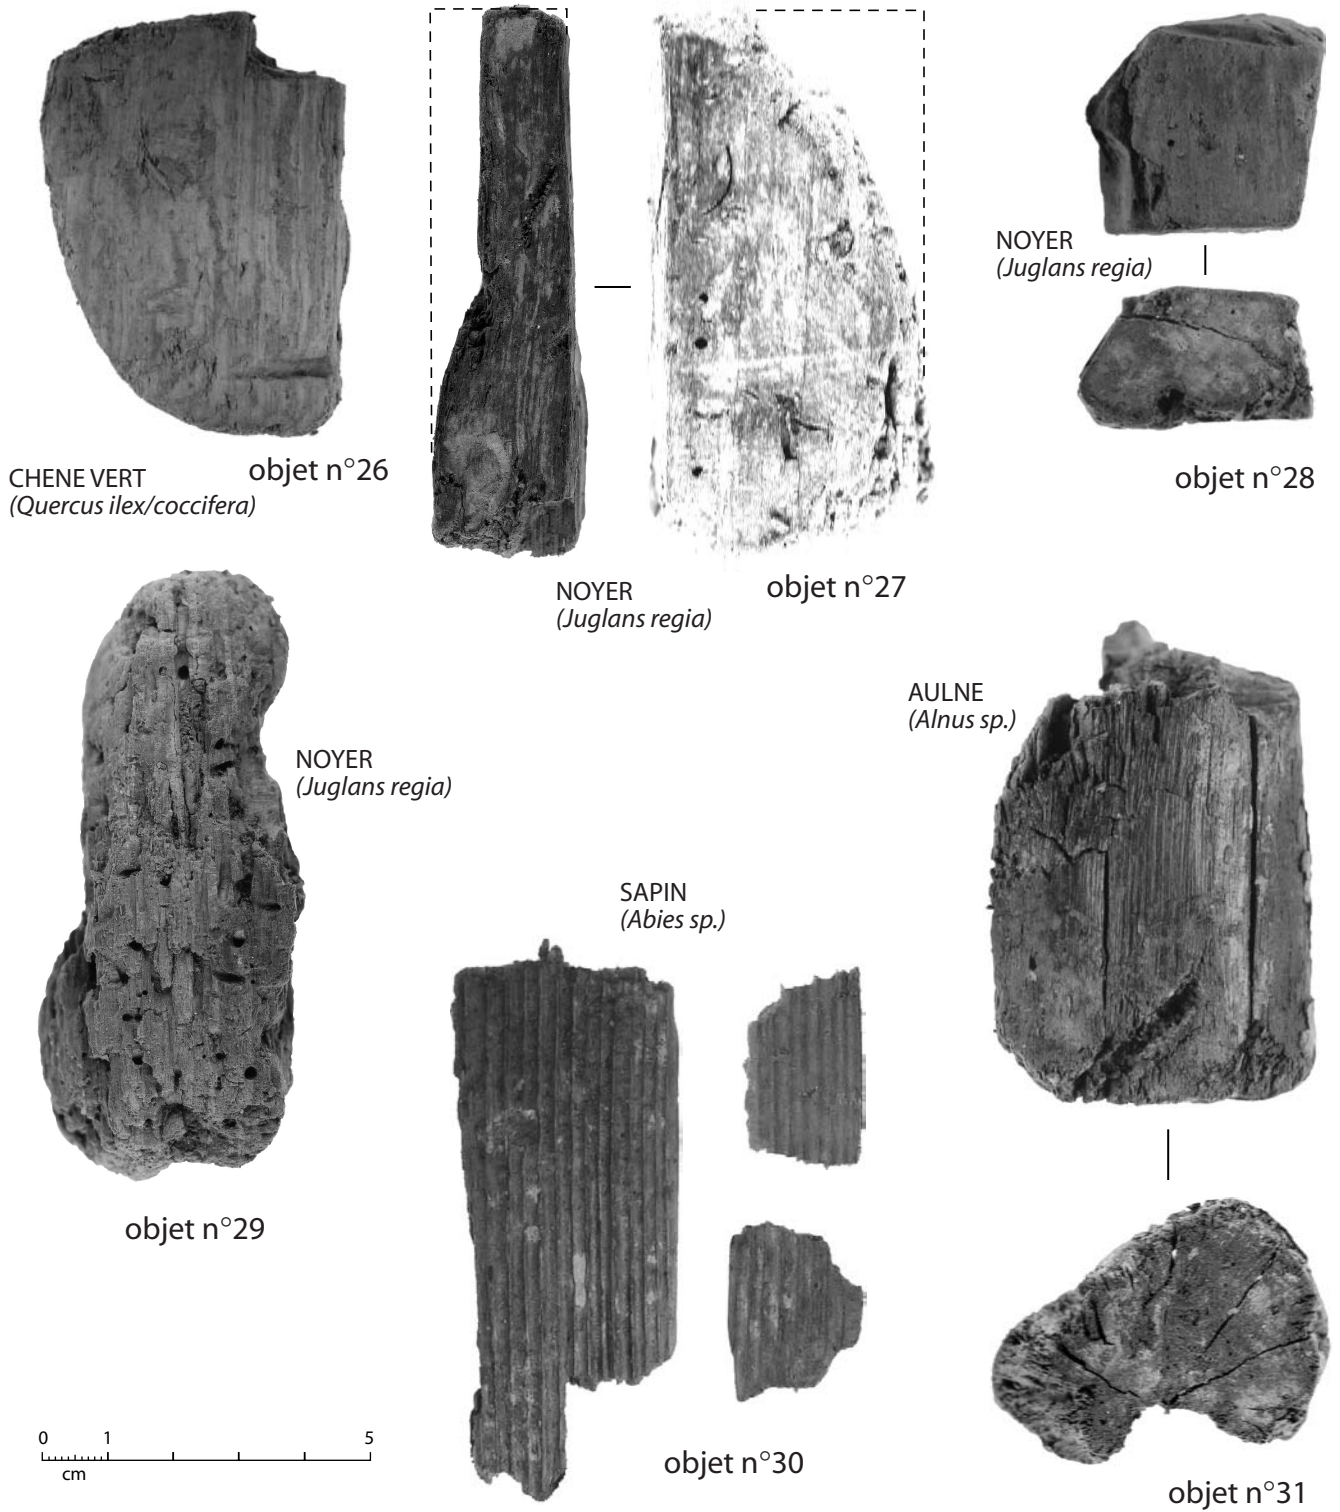 CHENE VERT
(Quercus ilex/coccifera)
objet n°26
NOYER
(Juglans regia)
objet n°27
NOYER
(Juglans regia)
objet n°28
NOYER
(Juglans regia)
objet n°29
SAPIN
(Abies sp.)
objet n°30
AULNE
(Alnus sp.)
objet n°31
0 1 5
cm